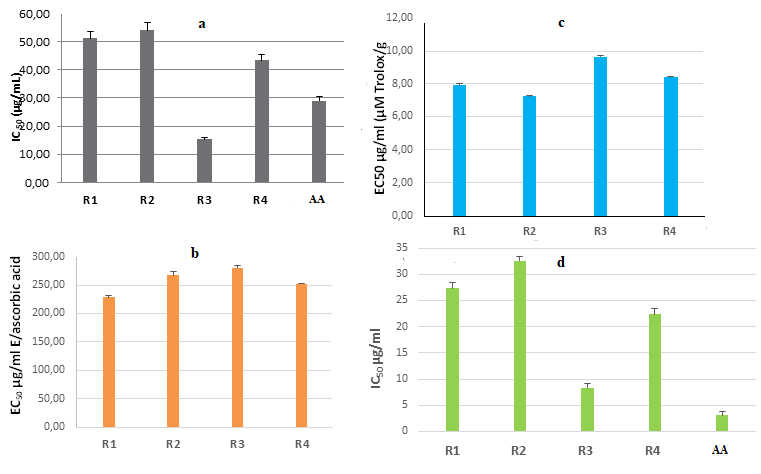 a
IC 50 (µg/mL)
60,00
50,00
40,00
30,00
20,00
10,00
0,00
R1 R2 R3 R4 AA
c
EC50 µg/ml (µM Trolox/g
12,00
10,00
8,00
6,00
4,00
2,00
0,00
R1 R2 R3 R4
b
EC50 µg/ml E/ascorbic acid
300,00
250,00
200,00
150,00
100,00
50,00
0,00
R1 R2 R3 R4
d
IC50 µg/ml
35
30
25
20
15
10
5
0
R1 R2 R3 R4 AA